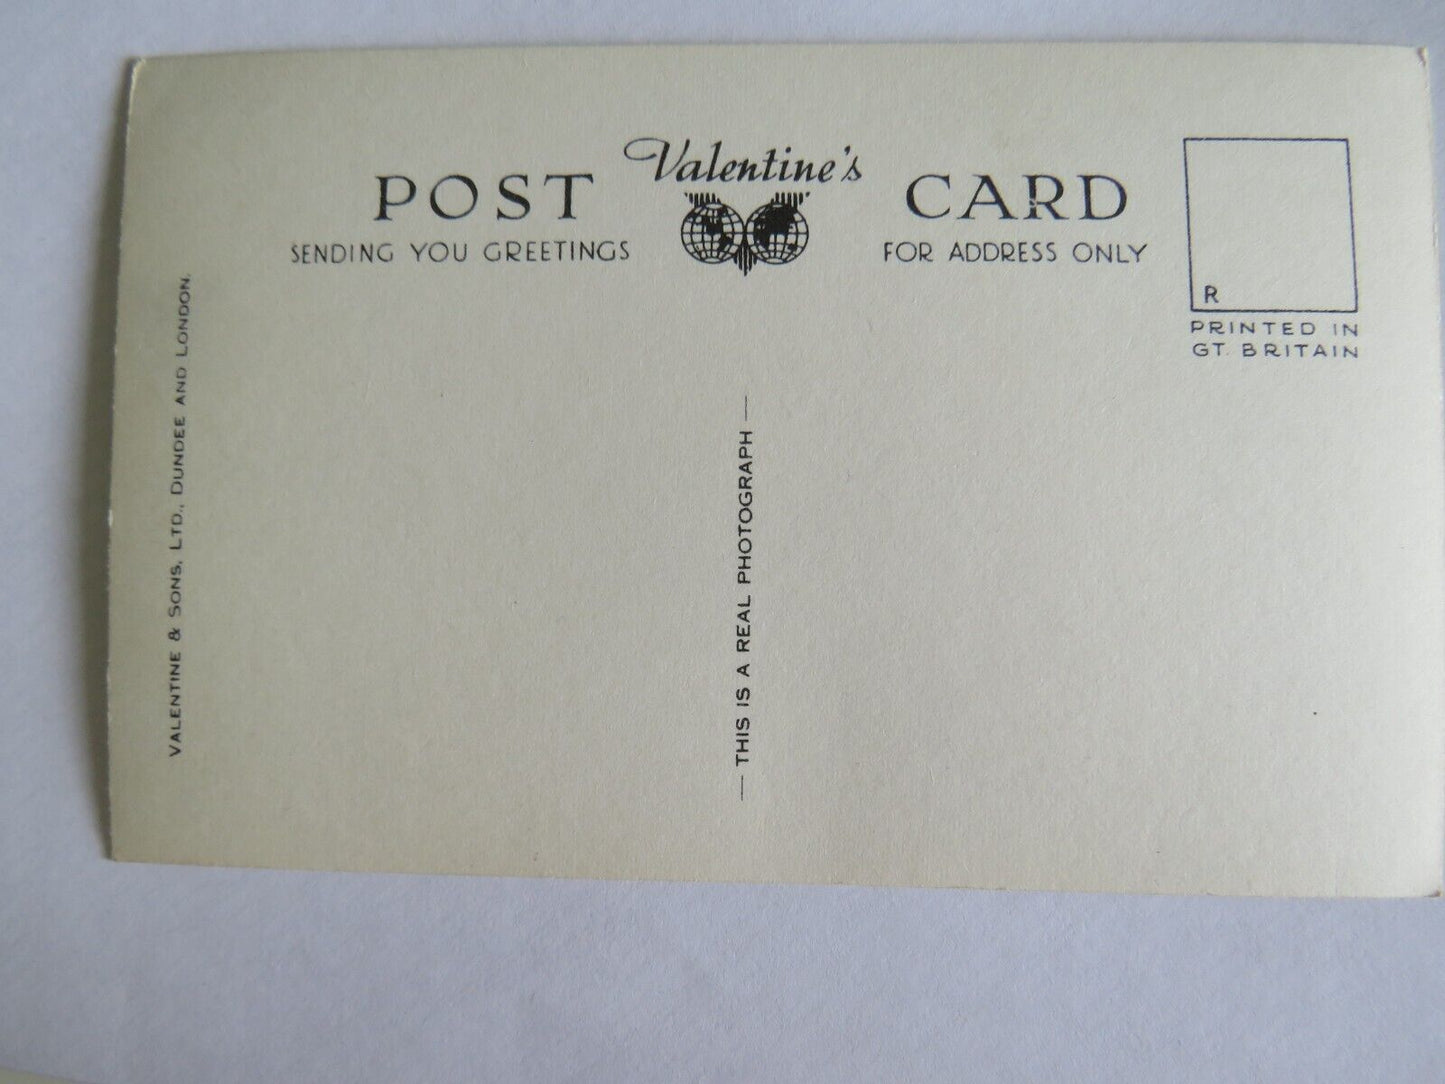 Valentine's
POST CARD
SENDING YOU GREETINGS
FOR ADDRESS ONLY
R
PRINTED IN
GT. BRITAIN
VALENTINE & SONS, LTD., DUNDEE AND LONDON.
— THIS IS A REAL PHOTOGRAPH —